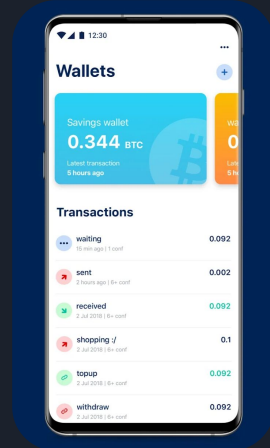 12:30
Wallets
Savings wallet
0.344 BTC
Latest transaction
5 hours ago
0
Transactions
waiting 0.092
15 min ago | 1 conf
sent 0.002
2 hours ago | 6+ conf
received 0.092
2 Jul 2018 | 6+ conf
shopping :/ 0.1
2 Jul 2018 | 6+ conf
topup 0.092
2 Jul 2018 | 6+ conf
withdraw 0.092
2 Jul 2018 | 6+ conf